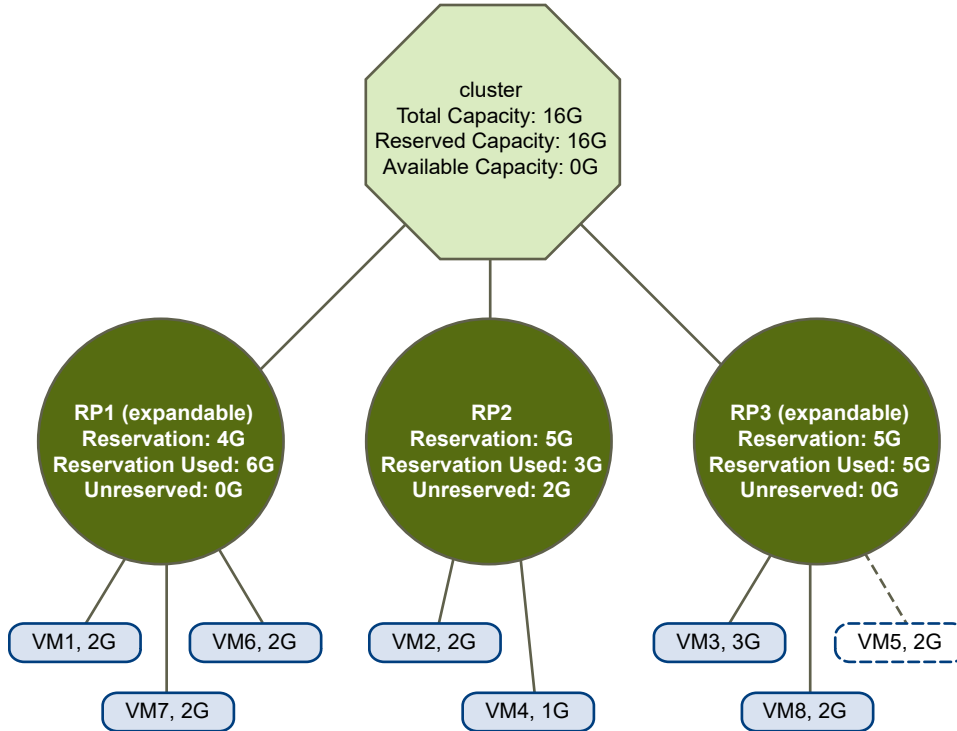 cluster
Total Capacity: 16G
Reserved Capacity: 16G
Available Capacity: 0G
RP1 (expandable)
Reservation: 4G
Reservation Used: 6G
Unreserved: 0G
RP2
Reservation: 5G
Reservation Used: 3G
Unreserved: 2G
RP3 (expandable)
Reservation: 5G
Reservation Used: 5G
Unreserved: 0G
VM1, 2G
VM6, 2G
VM7, 2G
VM2, 2G
VM4, 1G
VM3, 3G
VM5, 2G
VM8, 2G